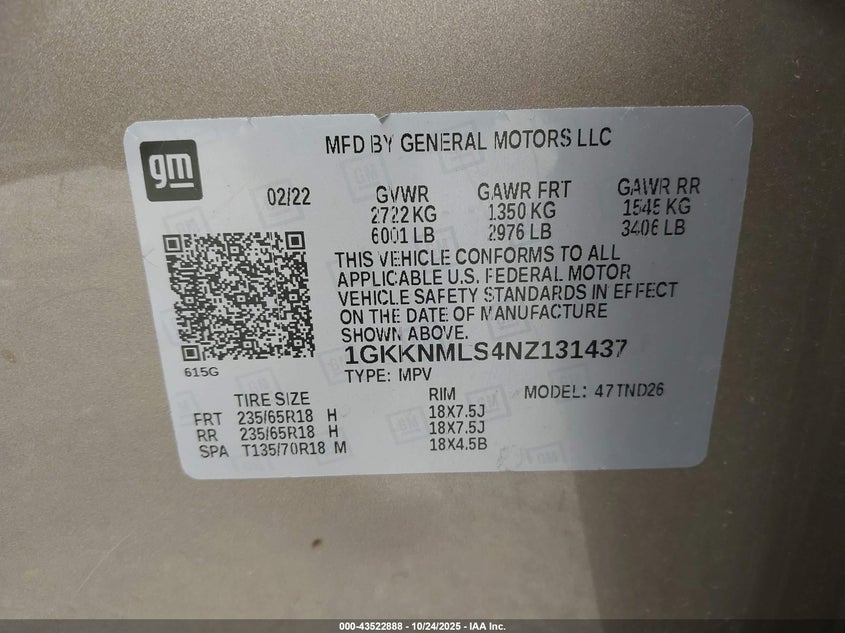 gm
MFD BY GENERAL MOTORS LLC
02/22
GVWR GAWR FRT GAWR RR
2722 KG 1350 KG 1545 KG
6001 LB 2976 LB 3406 LB
THIS VEHICLE CONFORMS TO ALL
APPLICABLE U.S. FEDERAL MOTOR
VEHICLE SAFETY STANDARDS IN EFFECT
ON THE DATE OF MANUFACTURE
SHOWN ABOVE.
1GKKNMLS4NZ131437
615G
TYPE: MPV
TIRE SIZE RIM MODEL: 47TND26
FRT 235/65R18 H 18X7.5J
RR 235/65R18 H 18X7.5J
SPA T135/70R18 M 18X4.5B
000-43522888 - 10/24/2025 - IAA Inc.